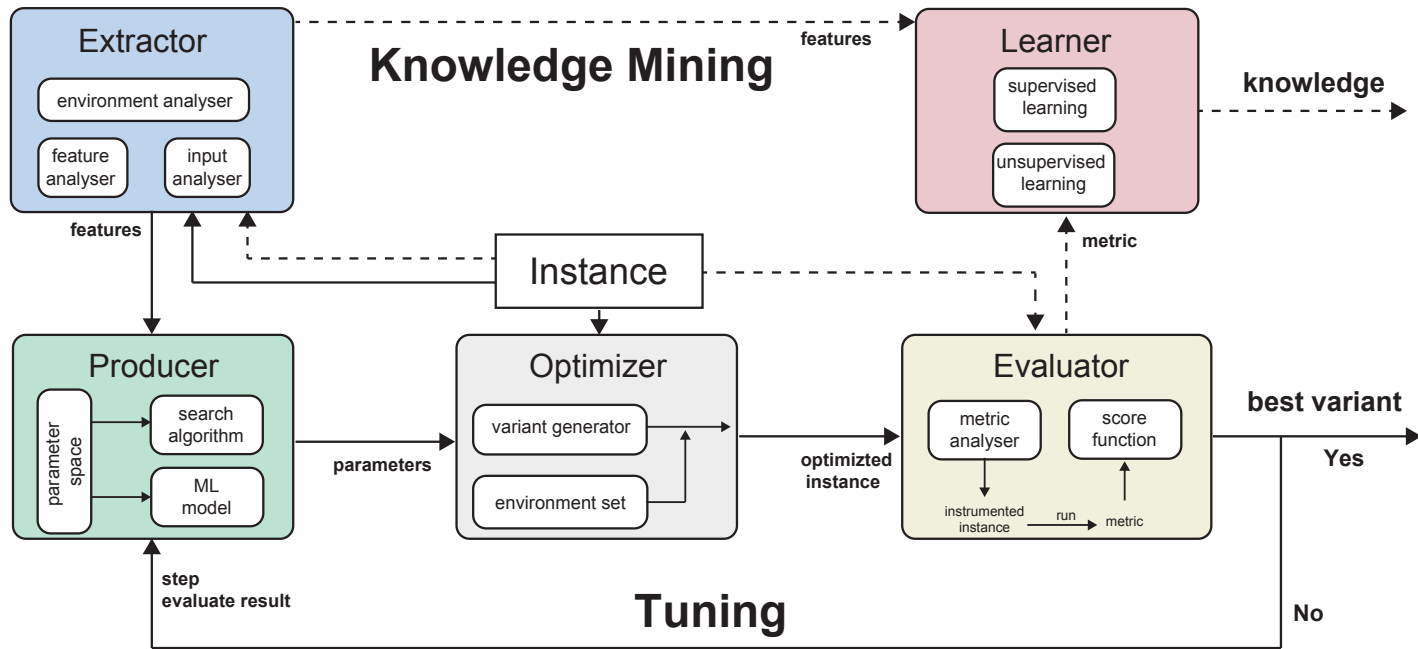 Extractor
environment analyser
feature
analyser
input
analyser
features
Knowledge Mining
Learner
supervised
learning
unsupervised
learning
knowledge
features
metric
Instance
Producer
parameter
space
search
algorithm
ML
model
parameters
Optimizer
variant generator
environment set
optimizted
instance
Evaluator
metric
analyser
score
function
instrumented
instance
run
metric
best variant
Yes
step
evaluate result
Tuning
No